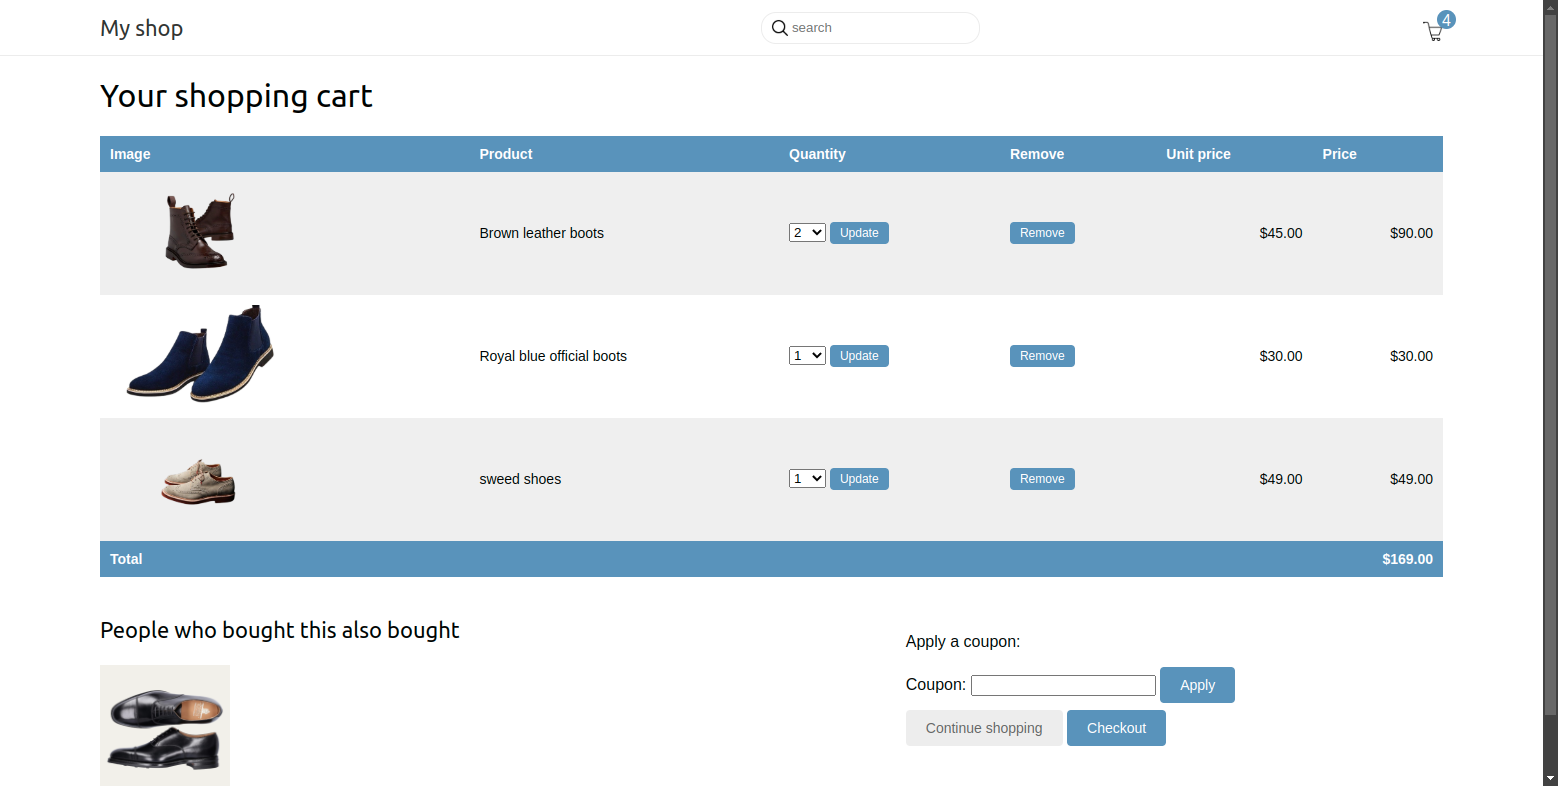 My shop
search
4
Your shopping cart
Image Product Quantity Remove Unit price Price
Brown leather boots 2 Update Remove $45.00 $90.00
Royal blue official boots 1 Update Remove $30.00 $30.00
sweed shoes 1 Update Remove $49.00 $49.00
Total $169.00
People who bought this also bought
Apply a coupon:
Coupon: Apply
Continue shopping Checkout